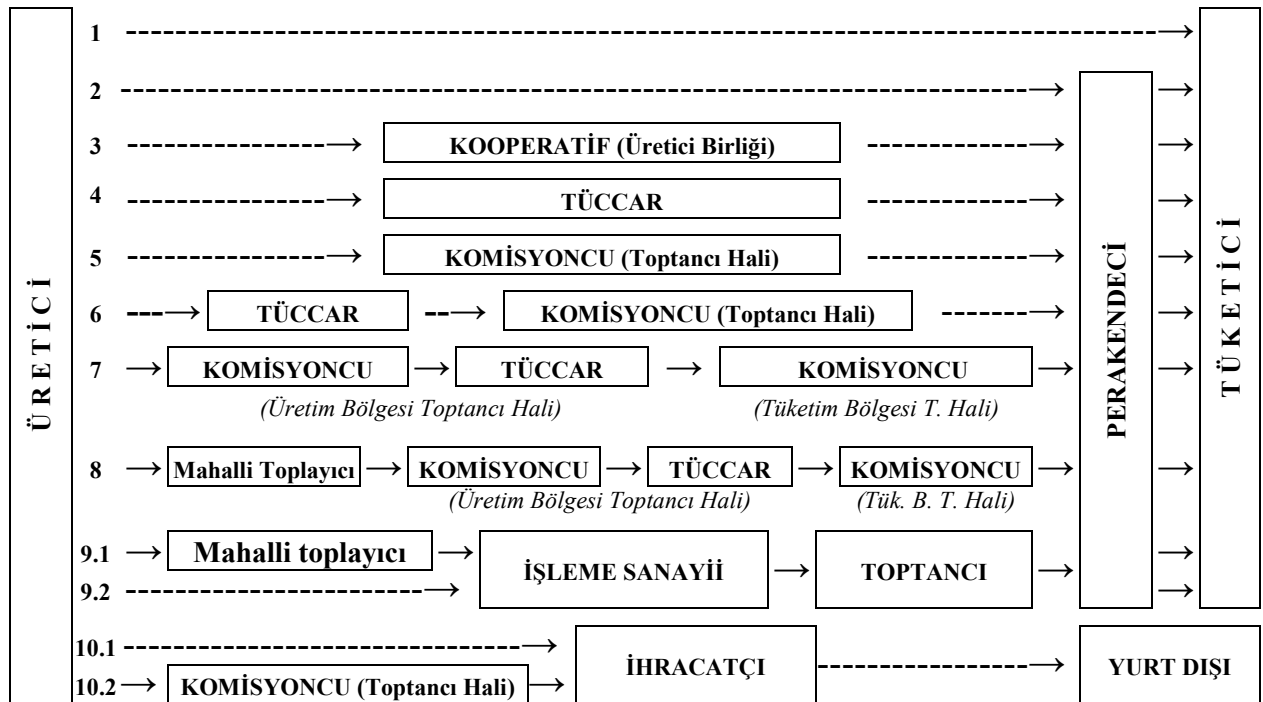 1
2
3 KOOPERATİF (Üretici Birliği)
4 TÜCCAR
5 KOMİSYONCU (Toptancı Hali)
6 TÜCCAR KOMİSYONCU (Toptancı Hali)
7 KOMİSYONCU TÜCCAR KOMİSYONCU
(Üretim Bölgesi Toptancı Hali) (Tüketim Bölgesi T. Hali)
8 Mahalli Toplayıcı KOMİSYONCU TÜCCAR KOMİSYONCU
(Üretim Bölgesi Toptancı Hali) (Tük. B. T. Hali)
9.1 Mahalli toplayıcı
İŞLEME SANAYİİ TOPTANCI
9.2
10.1
İHRACATÇI YURT DIŞI
10.2 KOMİSYONCU (Toptancı Hali)
ÜRETİCİ
PERAKENDECİ
TÜKETİCİ